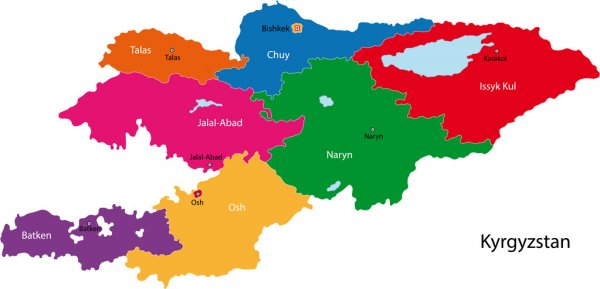 Bishkek
Talas
Talas
Chuy
Karakol
Issyk Kul
Jalal-Abad
Naryn
Naryn
Jalal-Abad
Osh
Osh
Batken
Batken
Kyrgyzstan